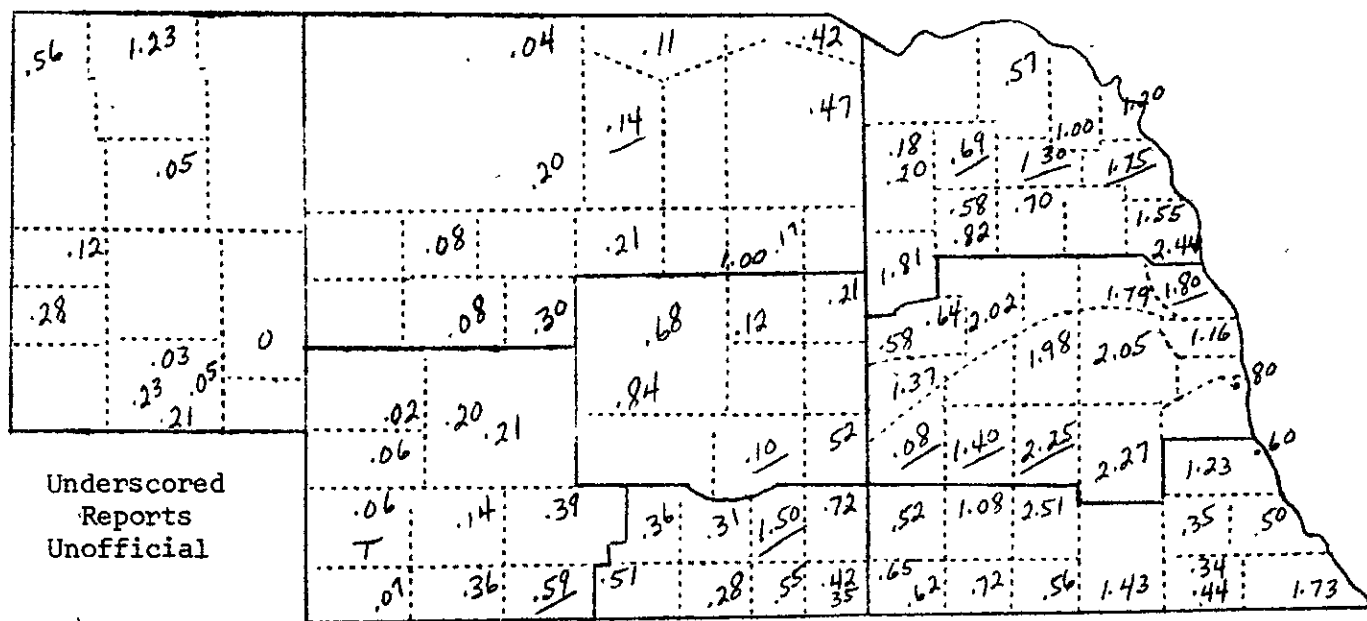 .56 1.23 .04 .11 .42
.57
.47
1.20
.14
1.00
.18 .69 1.30 1.75
.20
.05 .20
.58 .70 1.55
.82
.12 .08 .21 1.00 .17 2.44
1.81
.28 .08 .30 .68 .12 .21
.64 2.02 1.79 1.80
0 .58 1.98 2.05 1.16
.03
.23 .05
.21
.84 1.37 .80
.02 .20 .21
.06 .10 .52 .08 1.40 2.25 2.27 1.23 .60
Underscored
Reports
Unofficial
.06 .14 .39 .36 .31 1.50 .72 .52 1.08 2.51 .35 .50
T
.07 .36 .59 .51 .28 .55 .42 .65 .62 .72 .56 1.43 .34 1.73
35 .44